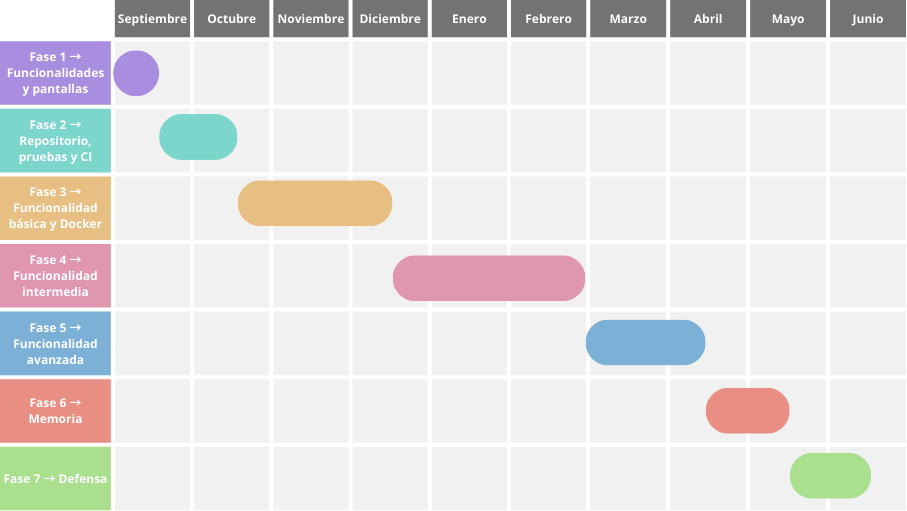 Septiembre Octubre Noviembre Diciembre Enero Febrero Marzo Abril Mayo Junio
Fase 1 →
Funcionalidades
y pantallas
Fase 2 →
Repositorio,
pruebas y CI
Fase 3 →
Funcionalidad
básica y Docker
Fase 4 →
Funcionalidad
intermedia
Fase 5 →
Funcionalidad
avanzada
Fase 6 →
Memoria
Fase 7 → Defensa